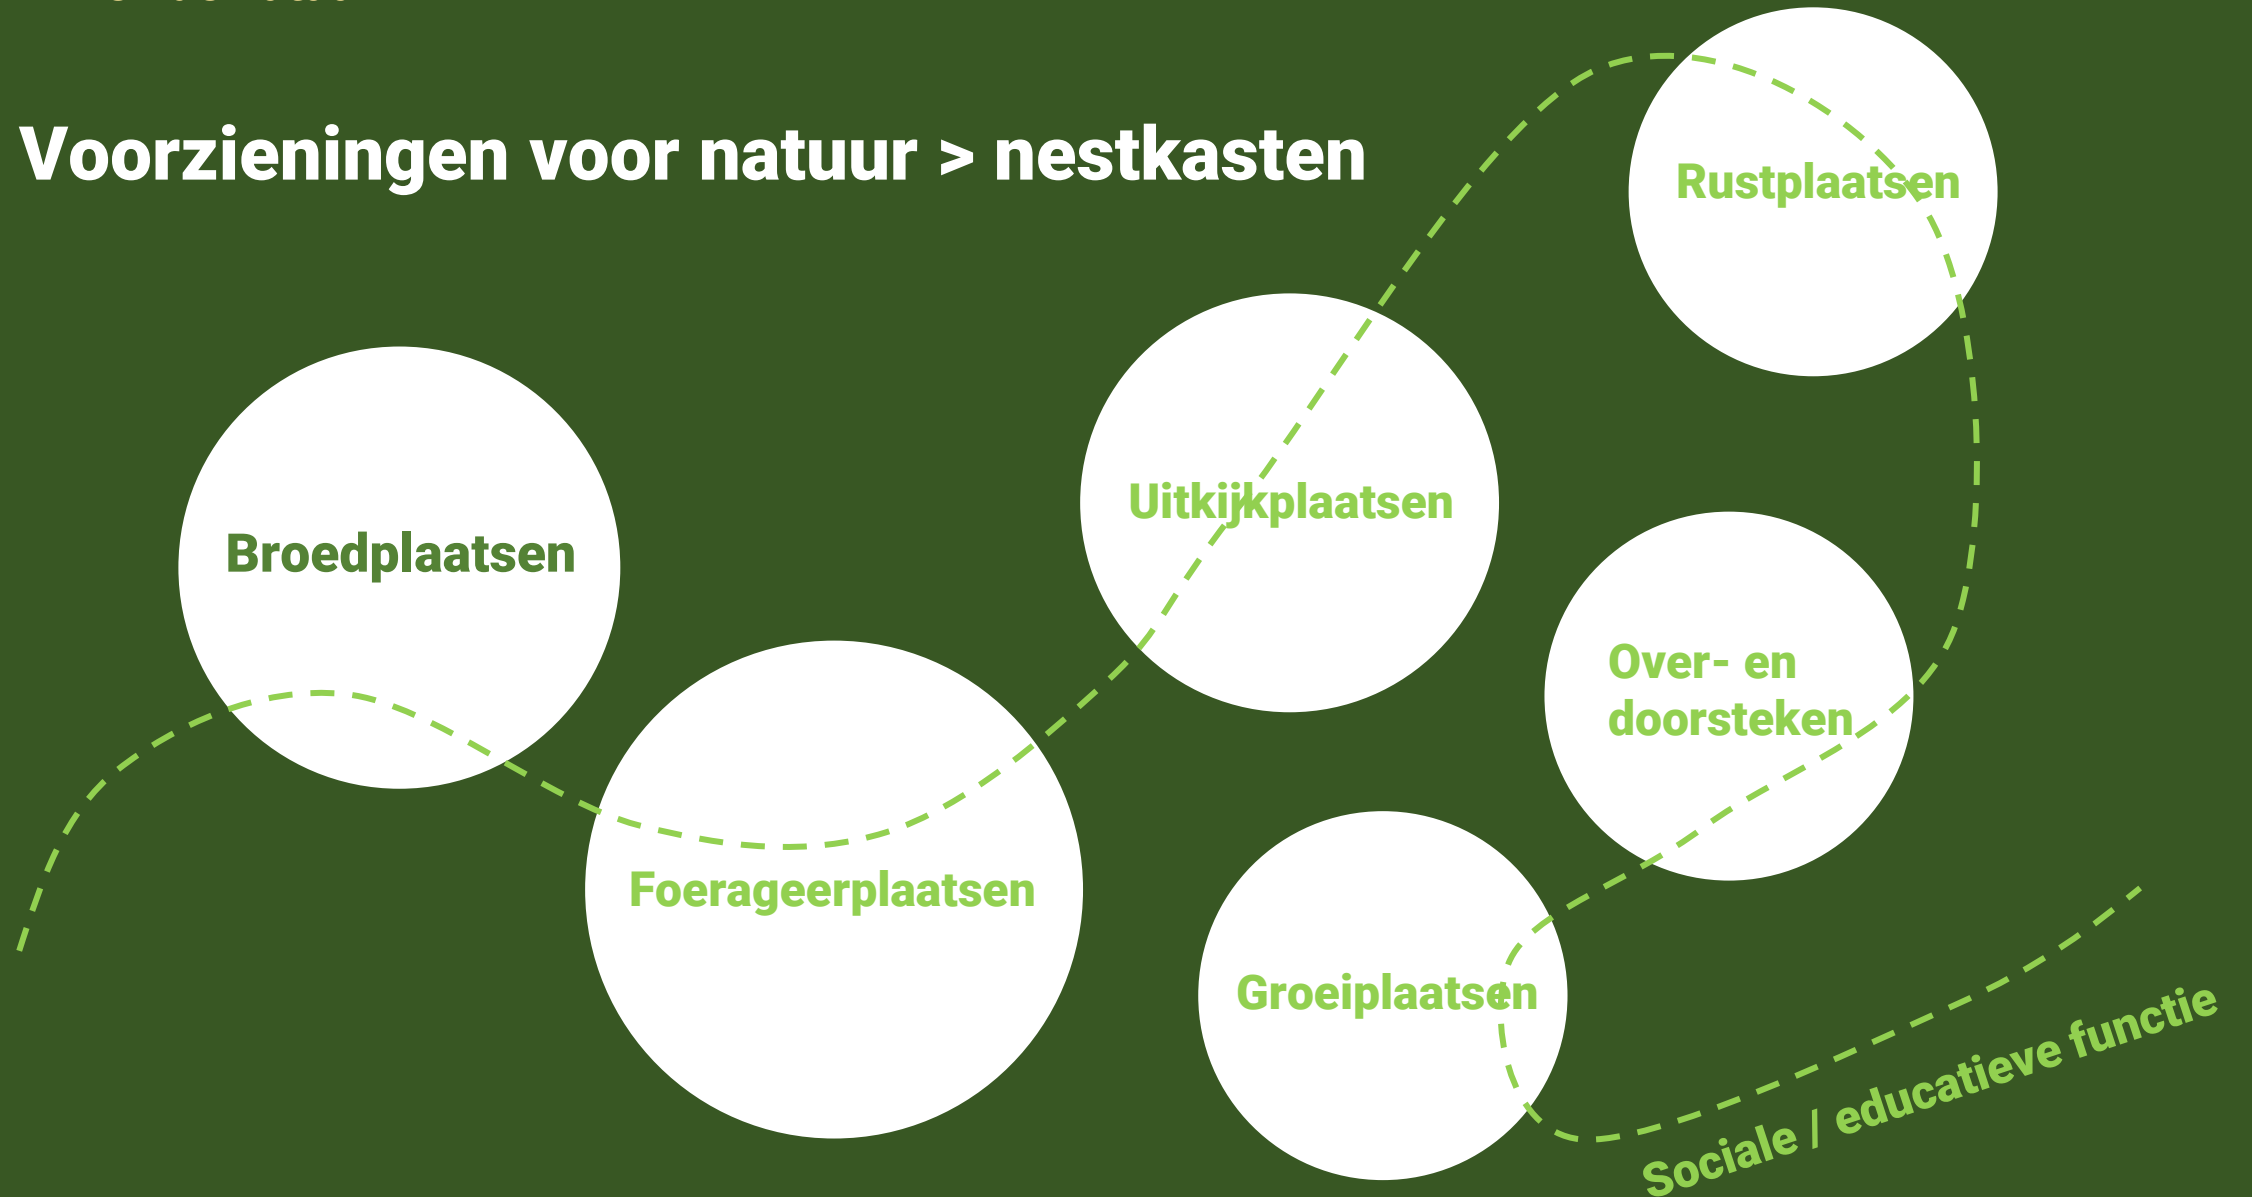 Voorzieningen voor natuur > nestkasten
Rustplaatsen
Uitkijkplaatsen
Broedplaatsen
Over- en
doorsteken
Foerageerplaatsen
Groeiplaatsen
Sociale / educatieve functie